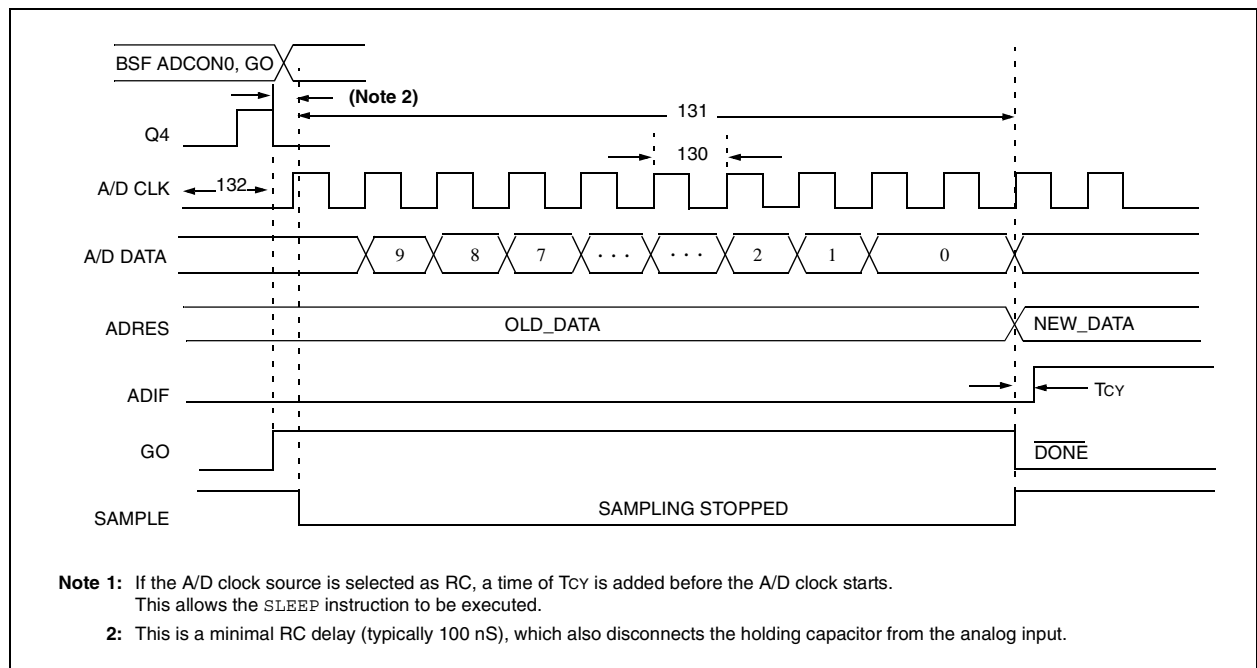 BSF ADCON0, GO
(Note 2)
131
Q4
130
A/D CLK
132
A/D DATA
9 8 7 · · · · · · 2 1 0
ADRES
OLD_DATA
NEW_DATA
ADIF
TCY
GO
DONE
SAMPLE
SAMPLING STOPPED
Note 1: If the A/D clock source is selected as RC, a time of TCY is added before the A/D clock starts.
This allows the SLEEP instruction to be executed.
2: This is a minimal RC delay (typically 100 nS), which also disconnects the holding capacitor from the analog input.